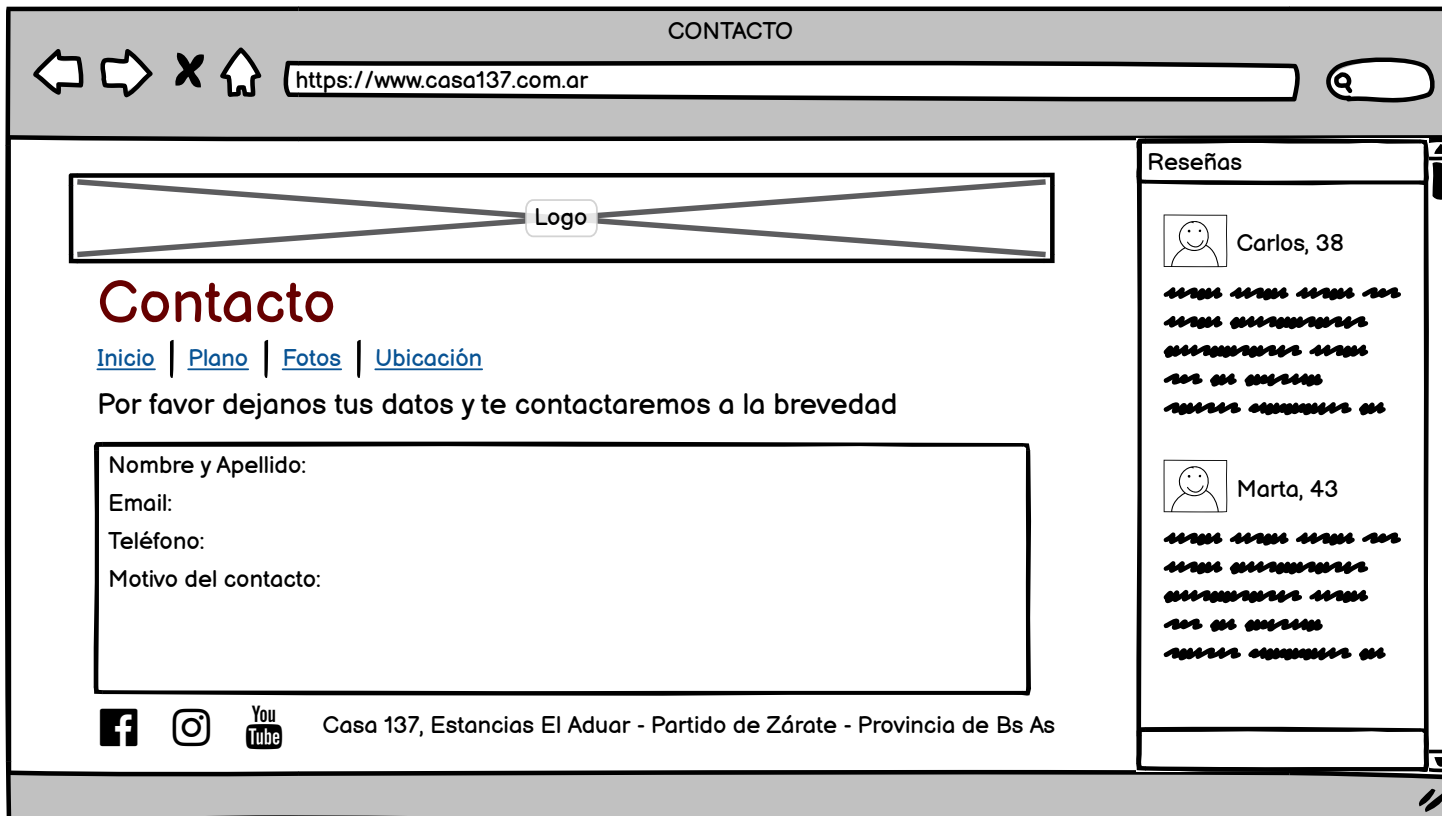 CONTACTO
https://www.casa137.com.ar
Logo
Contacto
Inicio | Plano | Fotos | Ubicación
Por favor dejanos tus datos y te contactaremos a la brevedad
Nombre y Apellido:
Email:
Teléfono:
Motivo del contacto:
You
Tube
Casa 137, Estancias El Aduar - Partido de Zárate - Provincia de Bs As
Reseñas
Carlos, 38
Marta, 43